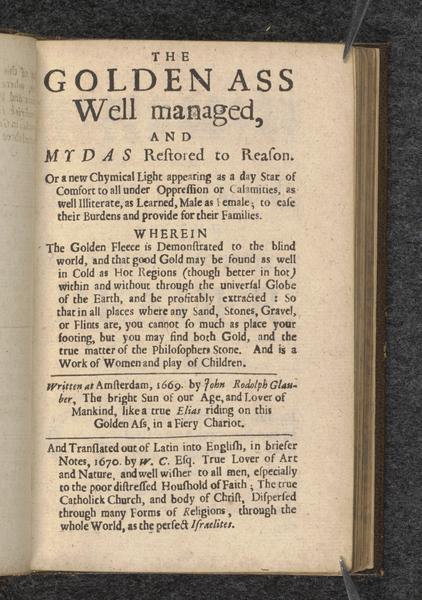 THE
GOLDEN ASS
Well managed,
AND
MYDAS Reſtored to Reaſon.
Or a new Chymical Light appearing as a day Star of
Comfort to all under Oppreſſion or Calamities, as
well Illiterate, as Learned, Male as Female; to eaſe
their Burdens and provide for their Families.
WHEREIN
The Golden Fleece is Demonſtrated to the blind
world, and that good Gold may be found as well
in Cold as Hot Regions (though better in hot)
within and without through the univerſal Globe
of the Earth, and be profitably extracted : So
that in all places where any Sand, Stones, Gravel,
or Flints are, you cannot ſo much as place your
footing, but you may find both Gold, and the
true matter of the Philoſophers Stone. And is a
Work of Women and play of Children.
Written at Amſterdam, 1669. by John Rodolph Glau-
ber, The bright Sun of our Age, and Lover of
Mankind, like a true Elias riding on this
Golden Aſs, in a Fiery Chariot.
And Tranſlated out of Latin into Engliſh, in briefer
Notes, 1670. by W. C. Eſq. True Lover of Art
and Nature, and well wiſher to all men, eſpecially
to the poor diſtreſſed Houſhold of Faith; The true
Catholick Church, and body of Chriſt, Diſperſed
through many Forms of Religions, through the
whole World, as the perfect Iſraelites.